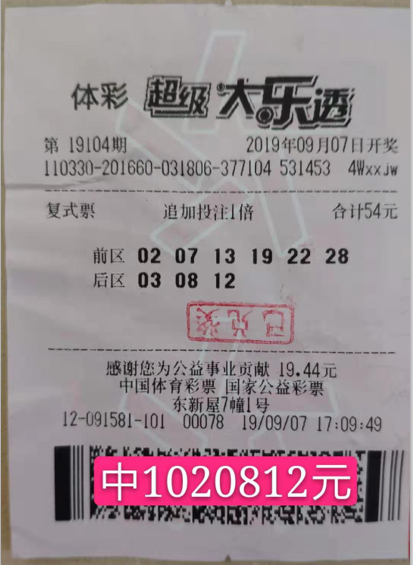 体彩 超级大乐透
第 19104期 2019年09月07日开奖
110330-201660-031806-377104 531453 4Wxxjw
复式票 追加投注1倍 合计54元
前区 02 07 13 19 22 28
后区 03 08 12
已兑奖
感谢您为公益事业贡献 19.44元
中国体育彩票 国家公益彩票
东新屋7幢1号
12-091581-101 00078 19/09/07 17:09:49
中1020812元